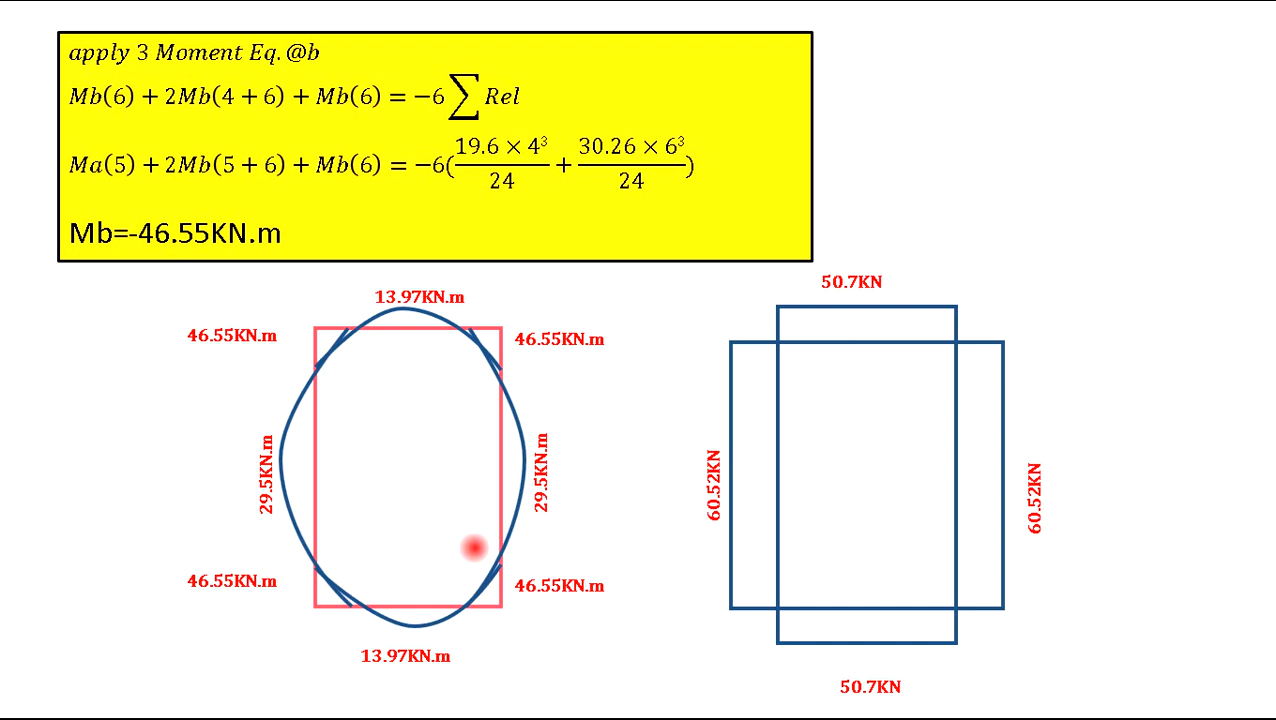 apply 3 Moment Eq. @b
Mb(6) + 2Mb(4 + 6) + Mb(6) = −6 ∑ Rel
Ma(5) + 2Mb(5 + 6) + Mb(6) = −6(19.6 × 4³/24 + 30.26 × 6³/24)
Mb=-46.55KN.m
13.97KN.m
46.55KN.m
46.55KN.m
29.5KN.m
29.5KN.m
46.55KN.m
46.55KN.m
13.97KN.m
50.7KN
60.52KN
60.52KN
50.7KN